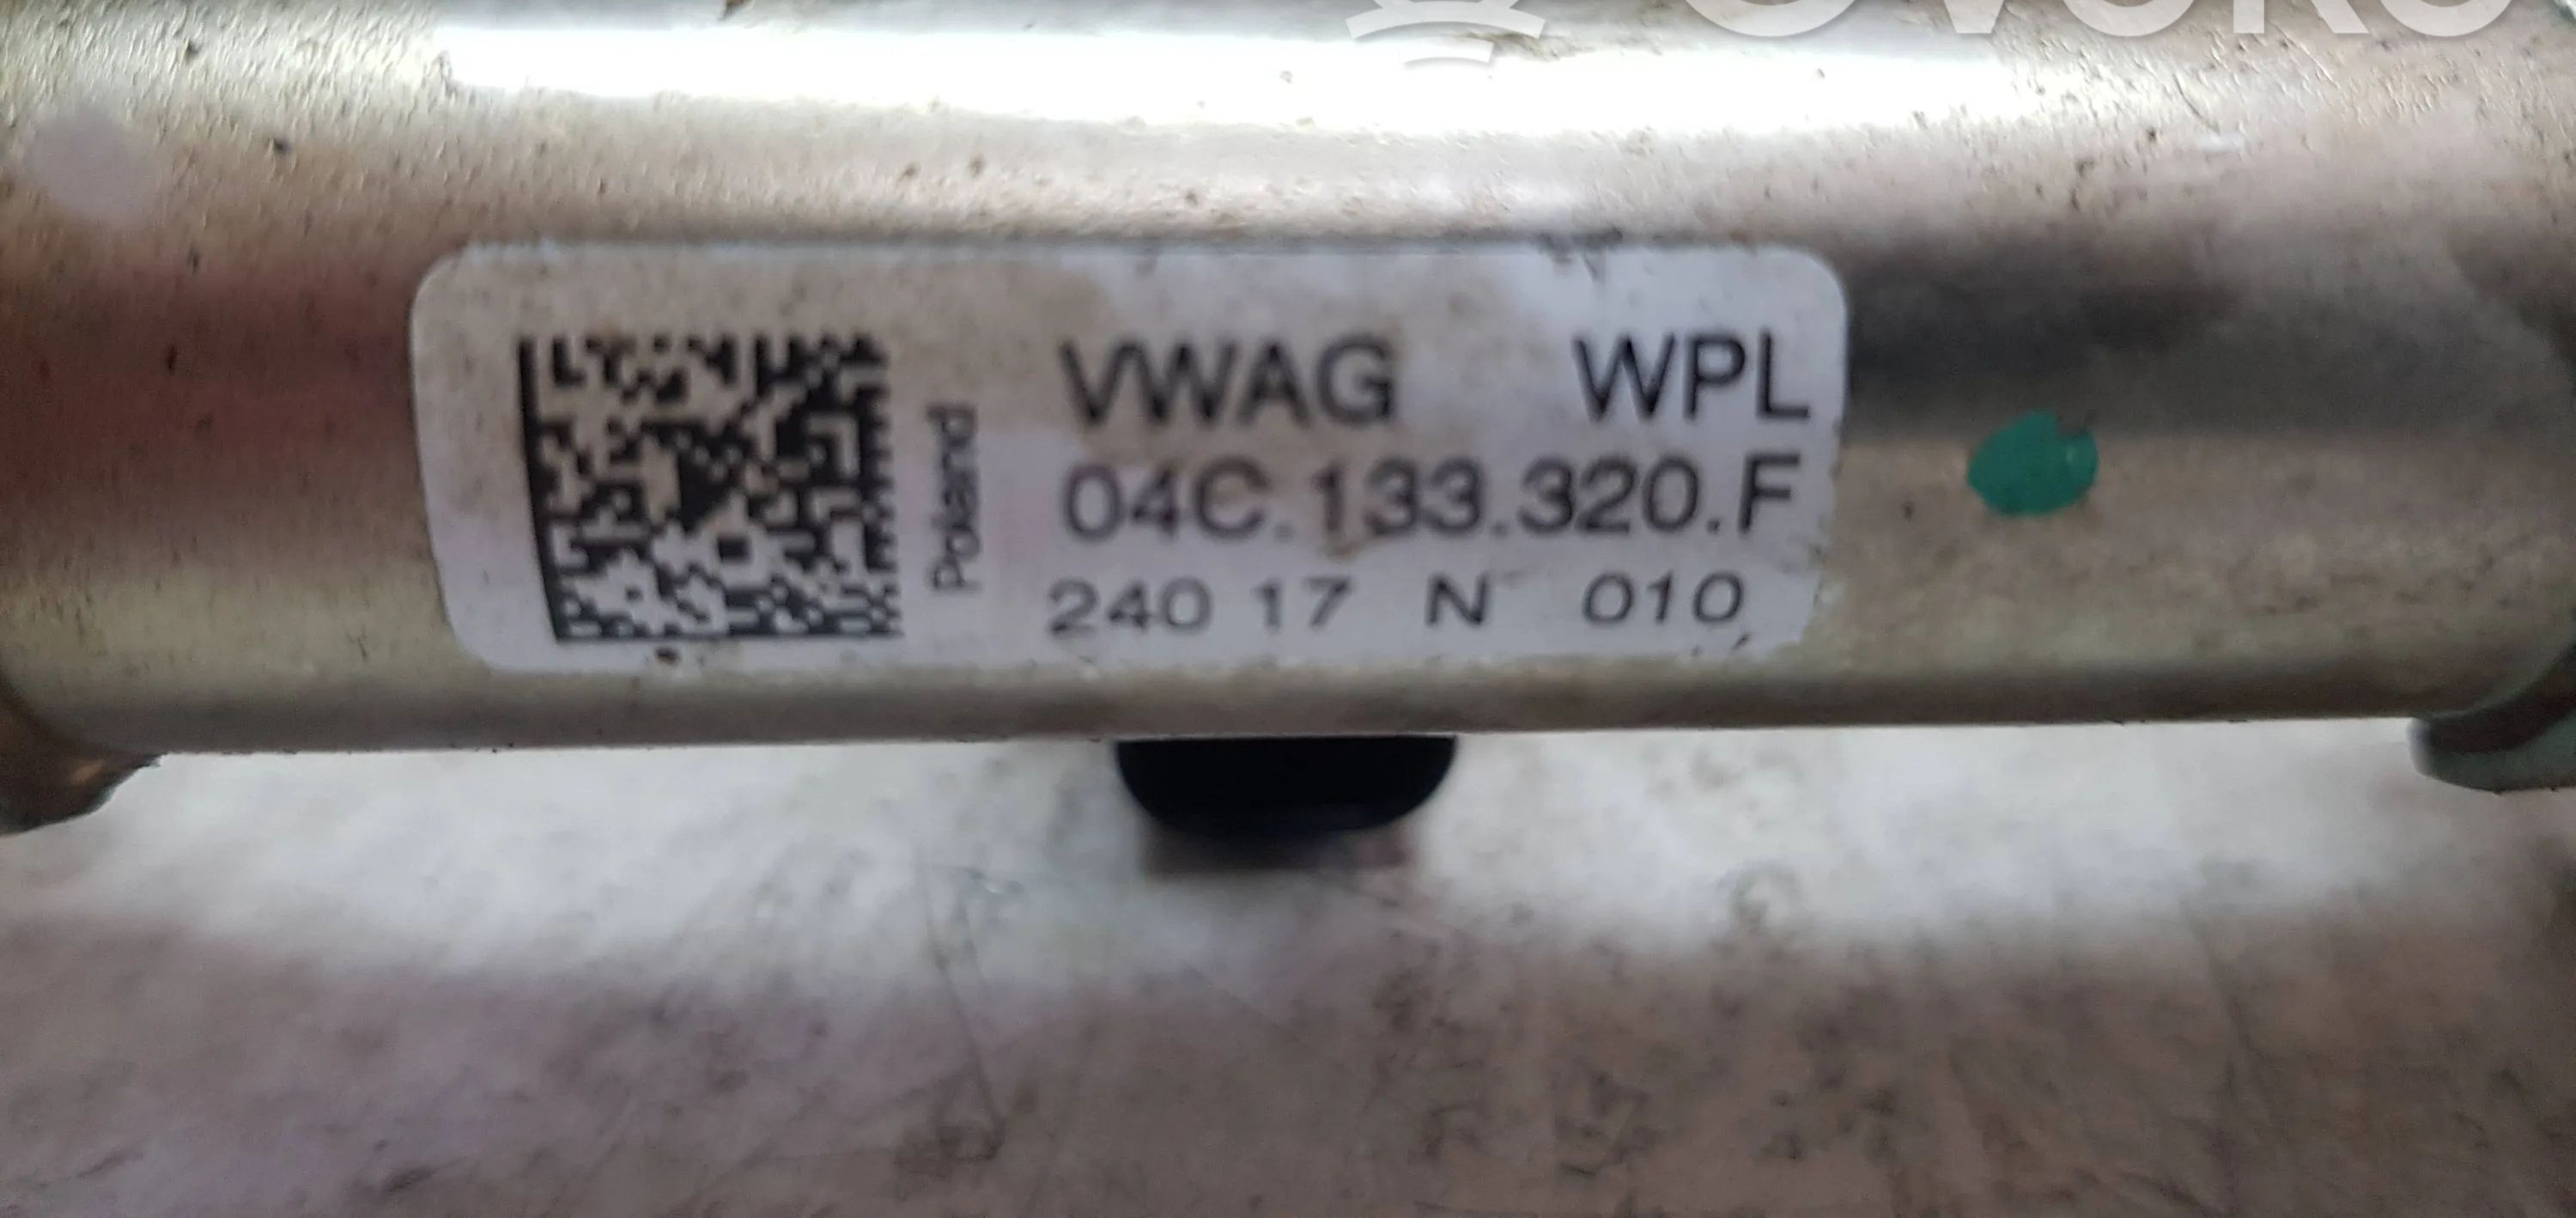 VWAG WPL
04C.133.320.F
240 17 N 010
Poland